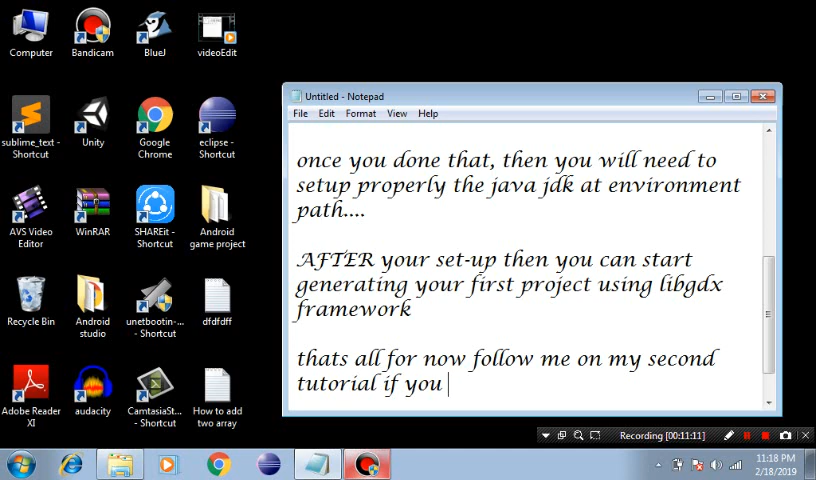 Computer
Bandicam
BlueJ
videoEdit
sublime_text - Shortcut
Unity
Google Chrome
eclipse - Shortcut
AVS Video Editor
WinRAR
SHAREit - Shortcut
Android game project
Recycle Bin
Android studio
unetbootin-... - Shortcut
dfdfdff
Adobe Reader XI
audacity
CamtasiaSt... - Shortcut
How to add two array
Untitled - Notepad
File Edit Format View Help
once you done that, then you will need to
setup properly the java jdk at environment
path....
AFTER your set-up then you can start
generating your first project using libgdx
framework
thats all for now follow me on my second
tutorial if you
Recording [00:11:11]
11:18 PM
2/18/2019